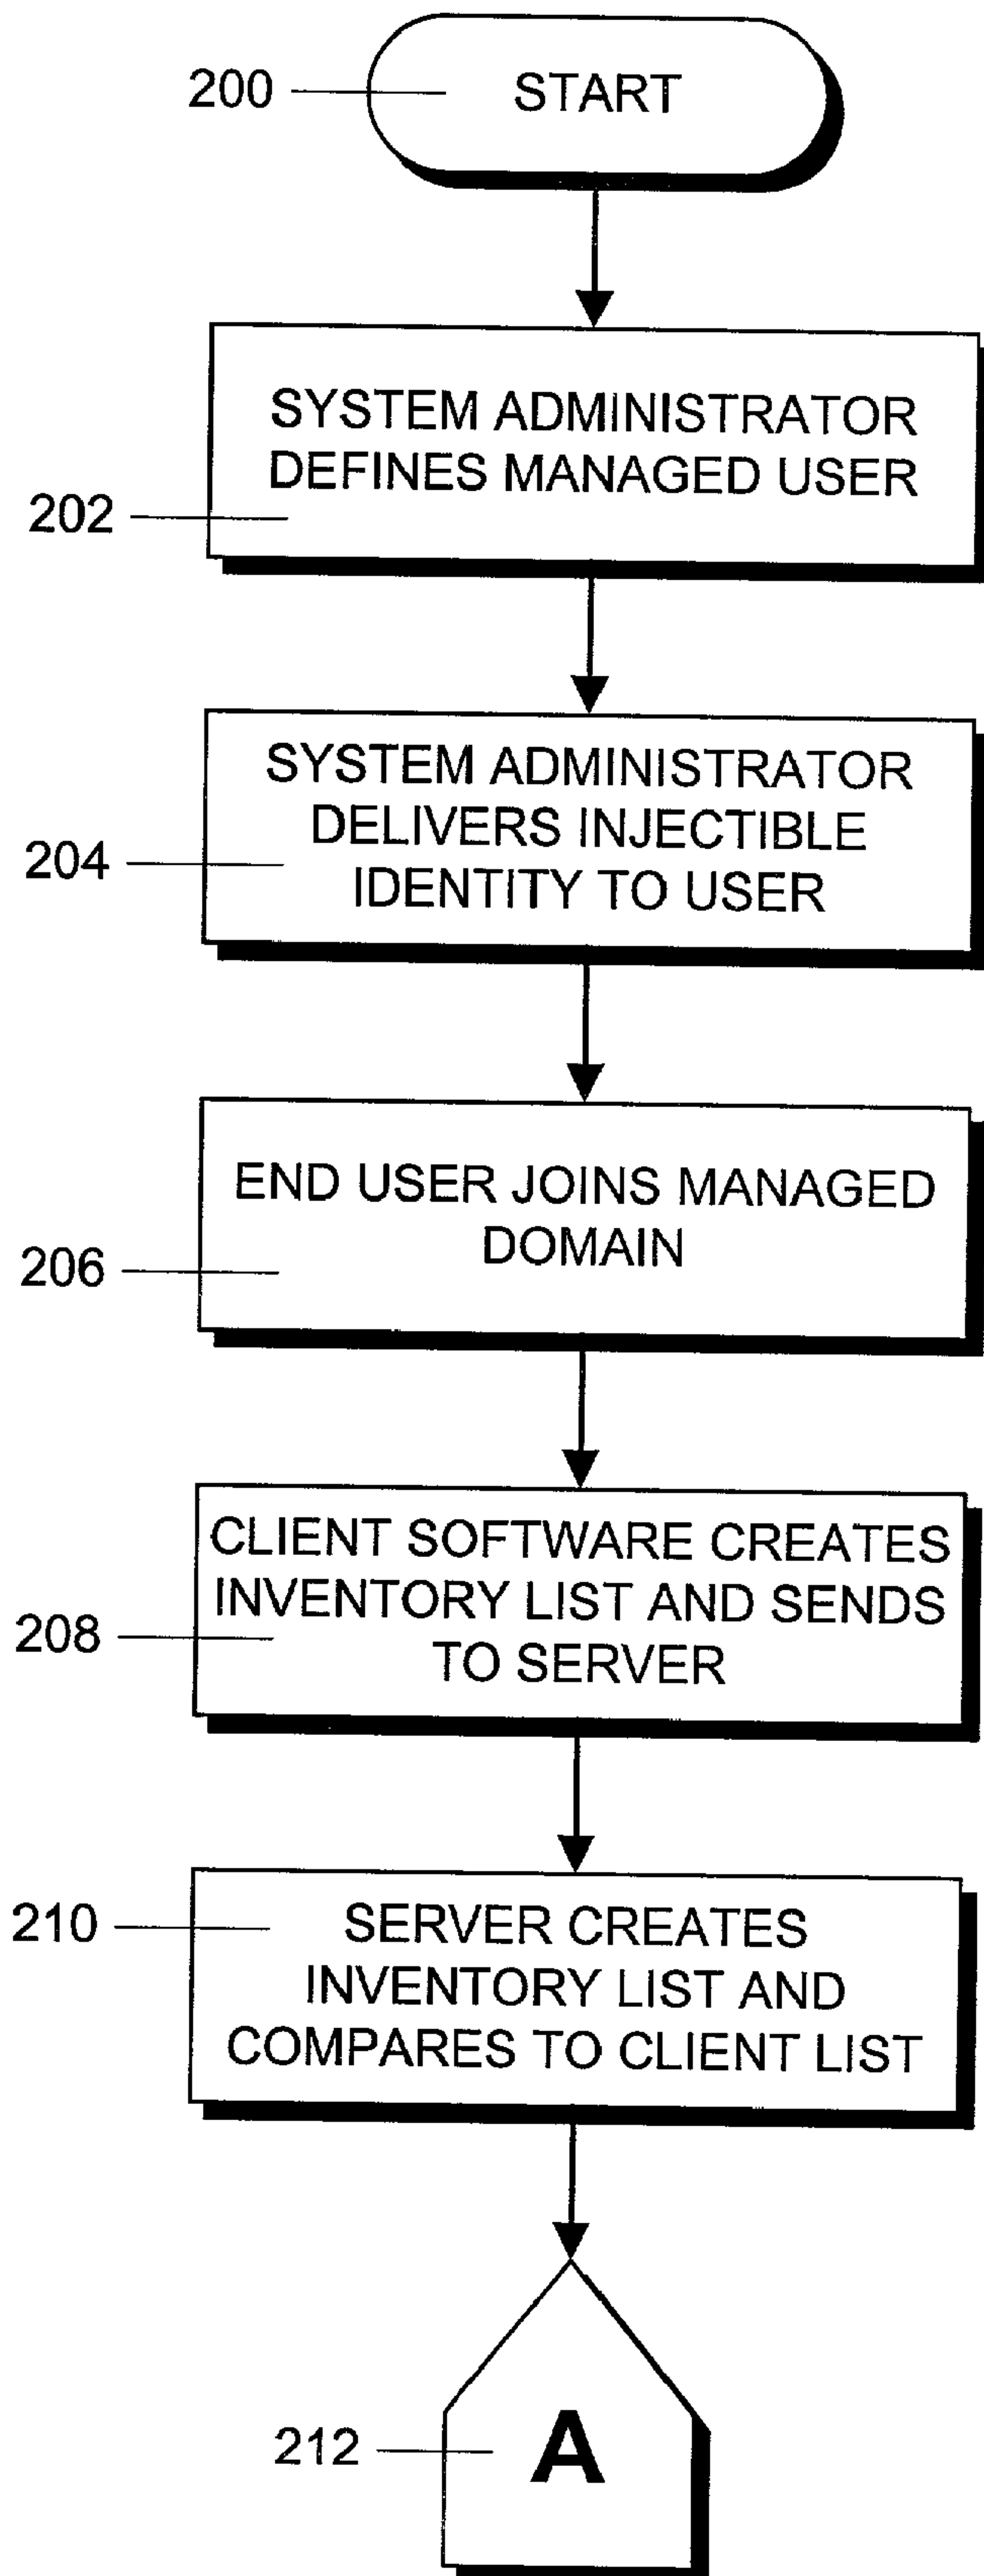 200
START
SYSTEM ADMINISTRATOR
DEFINES MANAGED USER
202
SYSTEM ADMINISTRATOR
DELIVERS INJECTIBLE
IDENTITY TO USER
204
END USER JOINS MANAGED
DOMAIN
206
CLIENT SOFTWARE CREATES
INVENTORY LIST AND SENDS
TO SERVER
208
210
SERVER CREATES
INVENTORY LIST AND
COMPARES TO CLIENT LIST
212
A